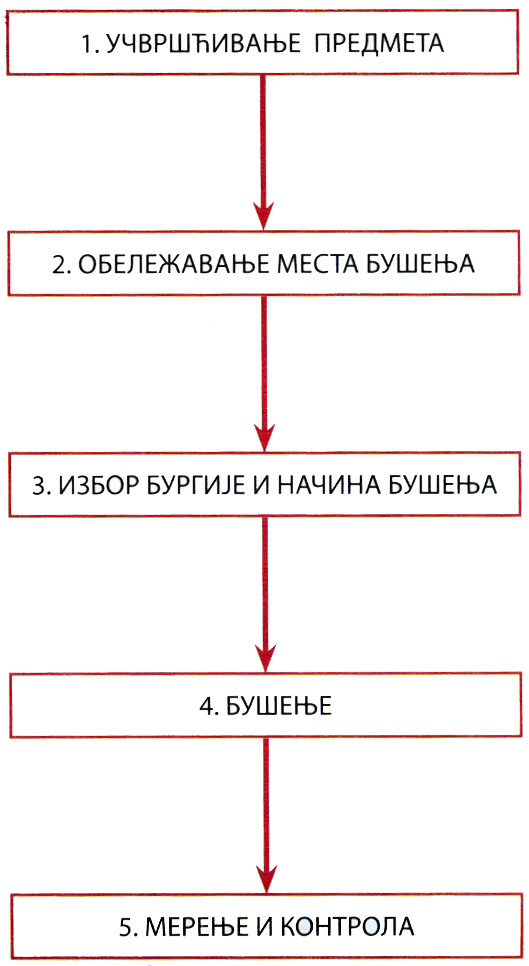 1. УЧВРШЋИВАЊЕ ПРЕДМЕТА
2. ОБЕЛЕЖАВАЊЕ МЕСТА БУШЕЊА
3. ИЗБОР БУРГИЈЕ И НАЧИНА БУШЕЊА
4. БУШЕЊЕ
5. МЕРЕЊЕ И КОНТРОЛА